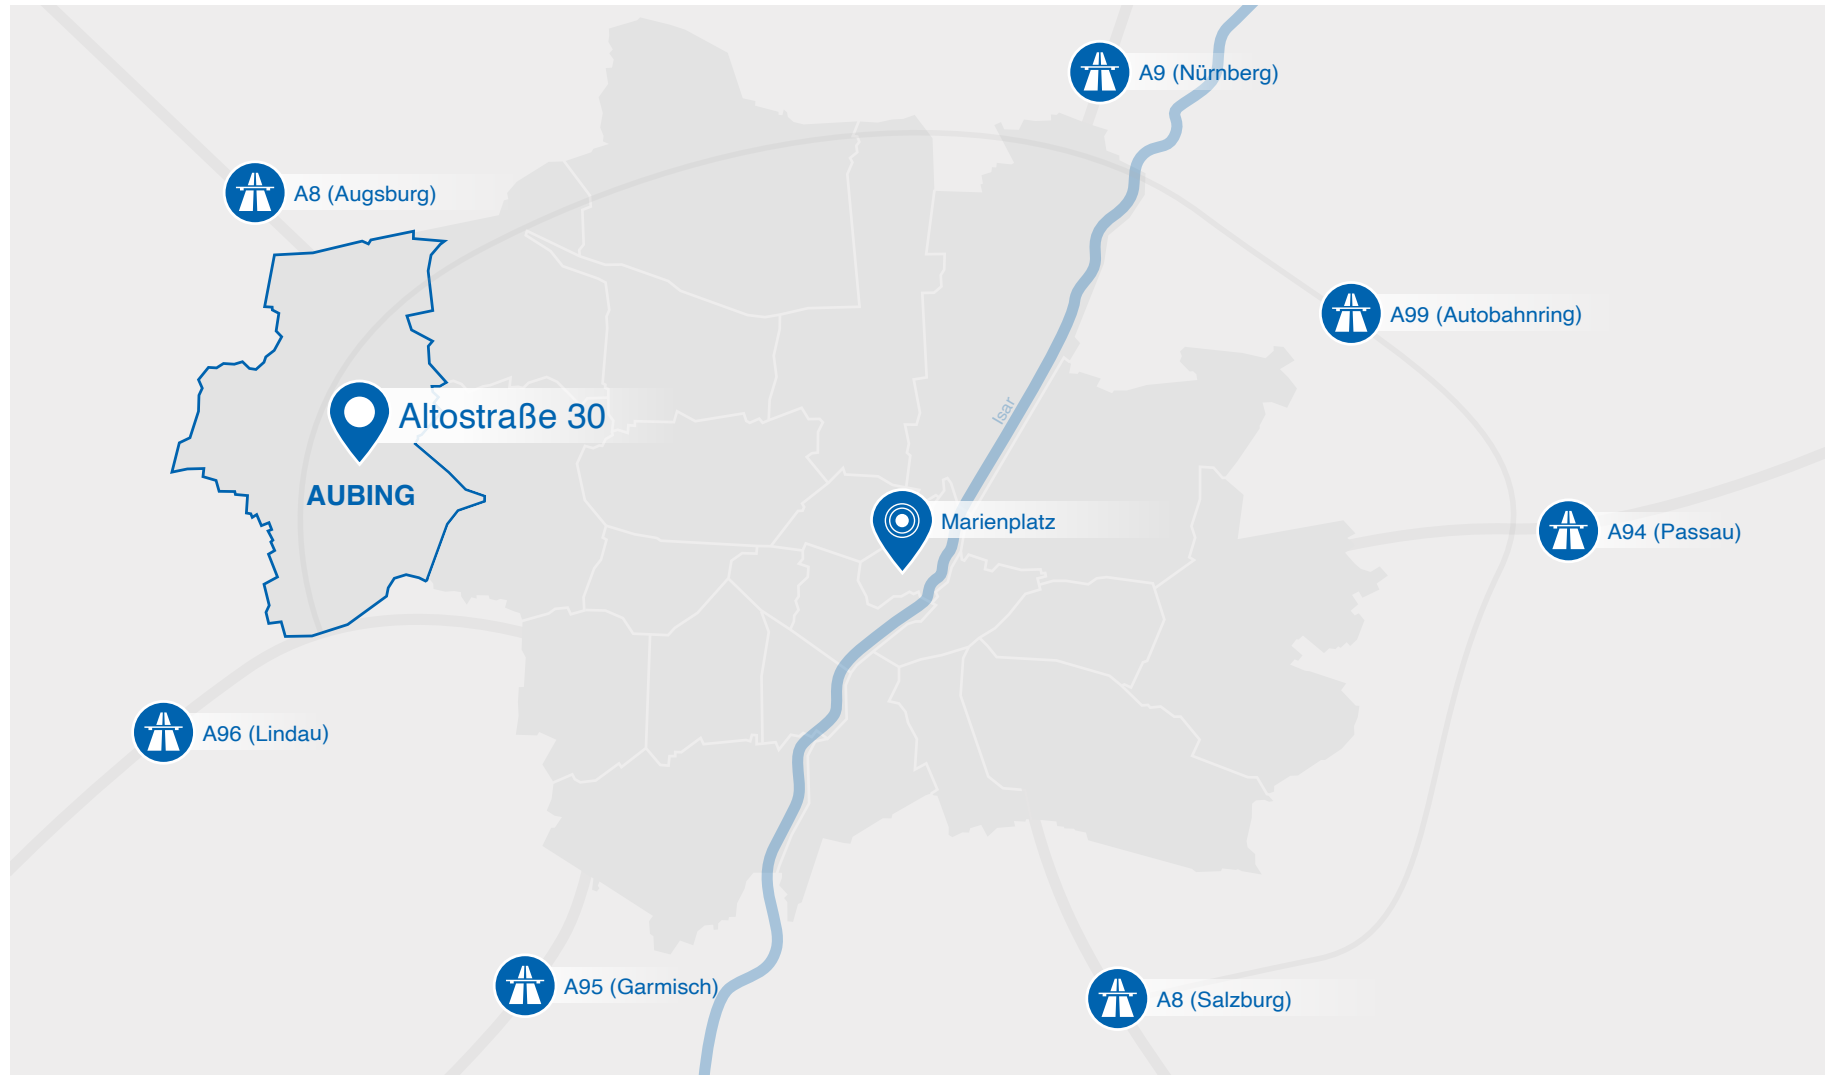 A9 (Nürnberg)
A8 (Augsburg)
A99 (Autobahnring)
Altostraße 30
Isar
AUBING
Marienplatz
A94 (Passau)
A96 (Lindau)
A95 (Garmisch)
A8 (Salzburg)